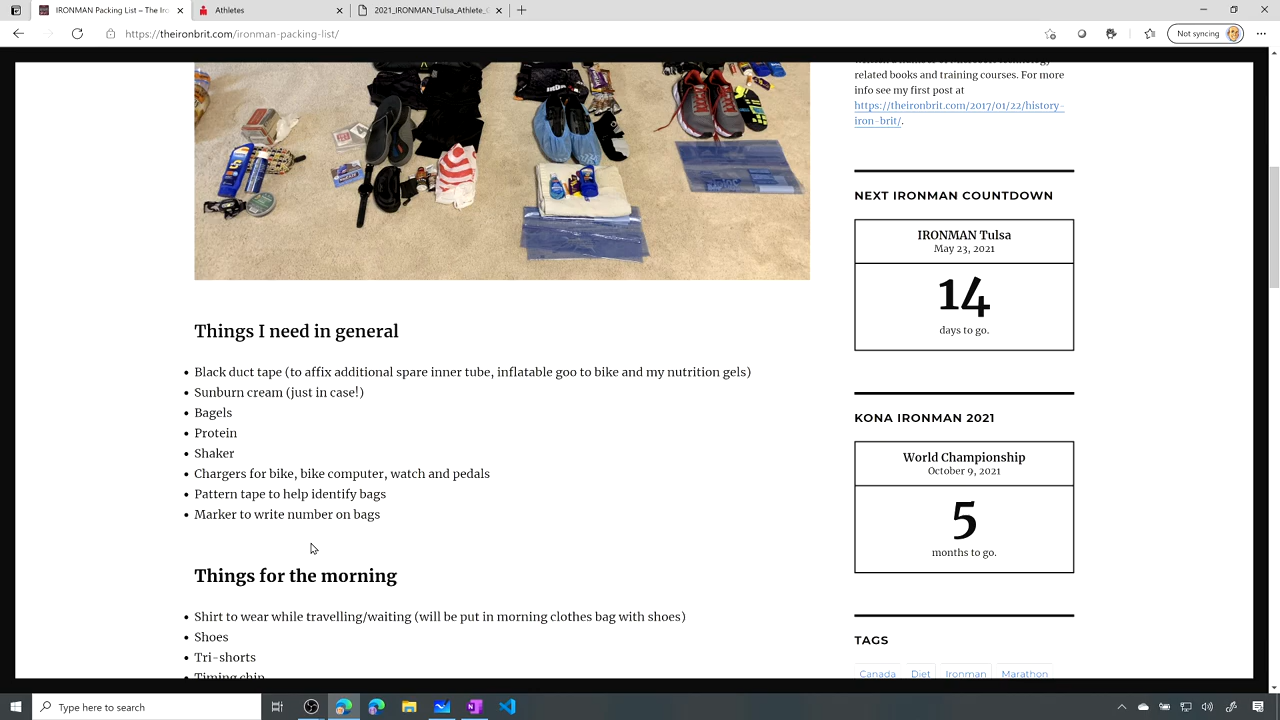 IRONMAN Packing List – The Iro
Athletes
2021_IRONMAN_Tulsa_Athlete_G
https://theironbrit.com/ironman-packing-list/
Not syncing
related books and training courses. For more
info see my first post at
https://theironbrit.com/2017/01/22/history-
iron-brit/.
NEXT IRONMAN COUNTDOWN
IRONMAN Tulsa
May 23, 2021
14
days to go.
Things I need in general
• Black duct tape (to affix additional spare inner tube, inflatable goo to bike and my nutrition gels)
• Sunburn cream (just in case!)
• Bagels
• Protein
• Shaker
• Chargers for bike, bike computer, watch and pedals
• Pattern tape to help identify bags
• Marker to write number on bags
KONA IRONMAN 2021
World Championship
October 9, 2021
5
months to go.
Things for the morning
• Shirt to wear while travelling/waiting (will be put in morning clothes bag with shoes)
• Shoes
• Tri-shorts
• Timing chip
TAGS
Canada Diet Ironman Marathon
Type here to search